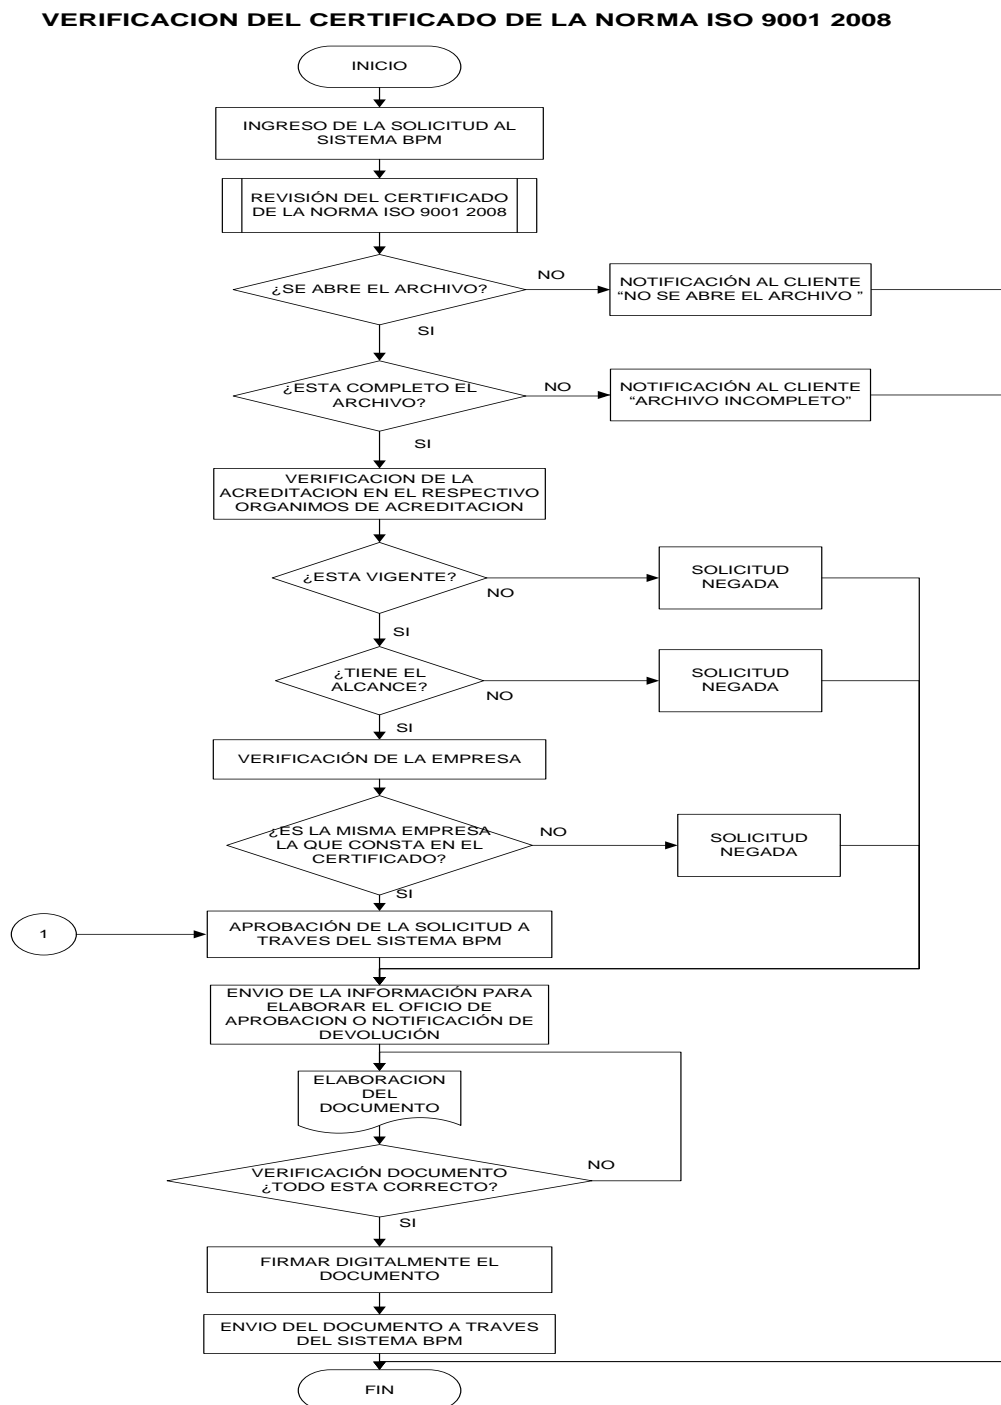 VERIFICACION DEL CERTIFICADO DE LA NORMA ISO 9001 2008
INICIO
INGRESO DE LA SOLICITUD AL
SISTEMA BPM
REVISIÓN DEL CERTIFICADO
DE LA NORMA ISO 9001 2008
¿SE ABRE EL ARCHIVO?
NO
NOTIFICACIÓN AL CLIENTE
“NO SE ABRE EL ARCHIVO ”
SI
¿ESTA COMPLETO EL
ARCHIVO?
NO
NOTIFICACIÓN AL CLIENTE
“ARCHIVO INCOMPLETO”
SI
VERIFICACION DE LA
ACREDITACION EN EL RESPECTIVO
ORGANIMOS DE ACREDITACION
¿ESTA VIGENTE?
NO
SOLICITUD
NEGADA
SI
¿TIENE EL
ALCANCE?
NO
SOLICITUD
NEGADA
SI
VERIFICACIÓN DE LA EMPRESA
¿ES LA MISMA EMPRESA
LA QUE CONSTA EN EL
CERTIFICADO?
NO
SOLICITUD
NEGADA
SI
1
APROBACIÓN DE LA SOLICITUD A
TRAVES DEL SISTEMA BPM
ENVIO DE LA INFORMACIÓN PARA
ELABORAR EL OFICIO DE
APROBACION O NOTIFICACIÓN DE
DEVOLUCIÓN
ELABORACION
DEL
DOCUMENTO
VERIFICACIÓN DOCUMENTO
¿TODO ESTA CORRECTO?
NO
SI
FIRMAR DIGITALMENTE EL
DOCUMENTO
ENVIO DEL DOCUMENTO A TRAVES
DEL SISTEMA BPM
FIN